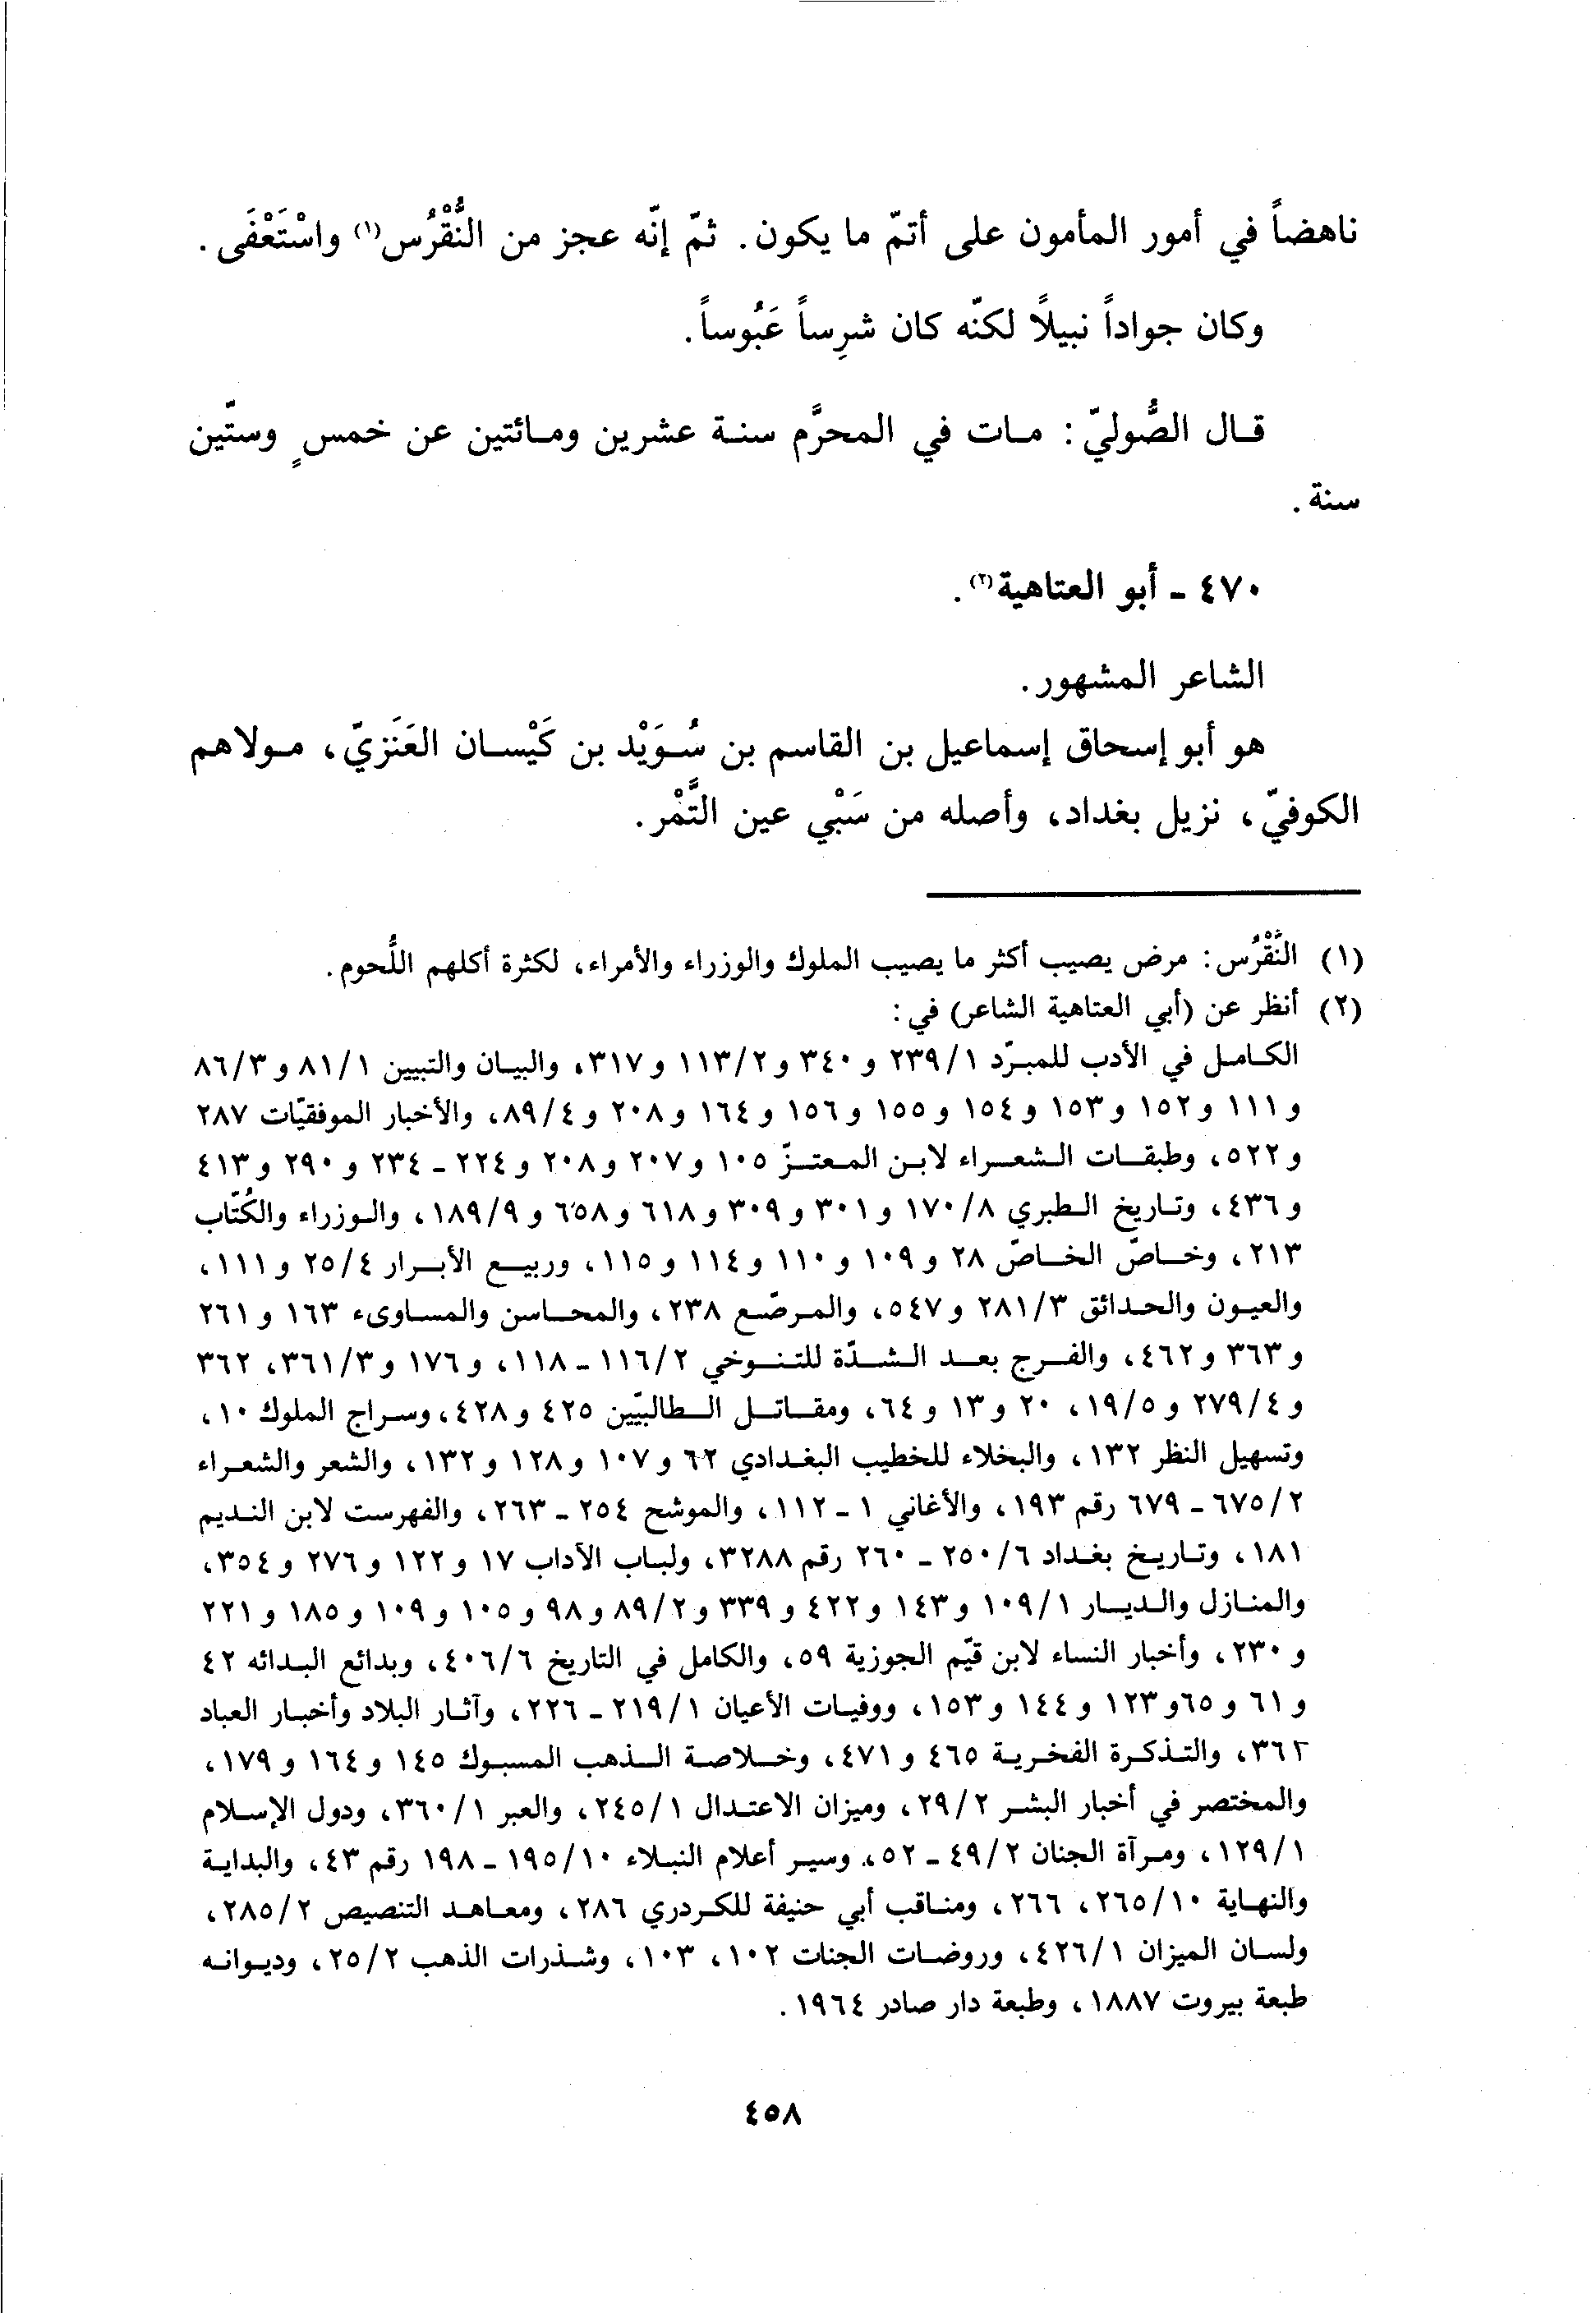 ناهضاً في أمور المأمون على أتمّ ما يكون. ثمّ إنّه عجز من النُّقْرُس(١) واسْتَعْفَى.
وكان جواداً نبيلاً لكنّه كان شرِساً عَبُوساً.
قال الصُّوليّ: مات في المحرَّم سنة عشرين ومائتين عن خمسٍ وستّين
سنة.
٤٧٠ - أبو العتاهية(٢).
الشاعر المشهور.
هو أبو إسحاق إسماعيل بن القاسم بن سُوَيْد بن كَيْسان العَنَزيّ، مولاهم
الكوفيّ، نزيل بغداد، وأصله من سَبْي عين التَّمْر.
(١) النُّقْرُس: مرض يصيب أكثر ما يصيب الملوك والوزراء والأمراء، لكثرة أكلهم اللُّحوم.
(٢) أنظر عن (أبي العتاهية الشاعر) في:
الكامل في الأدب للمبرّد ٢٣٩/١ و ٣٤٠ و١١٣/٢ و٣١٧، والبيان والتبيين ٨١/١ و٨٦/٣
و١١١ و١٥٢ و١٥٣ و١٥٤ و١٥٥ و١٥٦ و١٦٤ و٢٠٨ و٨٩/٤، والأخبار الموفقيّات ٢٨٧
و٥٢٢، وطبقات الشعراء لابن المعتزّ ١٠٥ و٢٠٧ و٢٠٨ و٢٢٤ - ٢٣٤ و ٢٩٠ و٤١٣
و٤٣٦، وتاريخ الطبري ١٧٠/٨ و٣٠١ و٣٠٩ و٦١٨ و٦٥٨ و١٨٩/٩، والوزراء والكُتّاب
٢١٣، وخاصّ الخاصّ ٢٨ و١٠٩ و١١٠ و١١٤ و١١٥، وربيع الأبرار ٢٥/٤ و١١١،
والعيون والحدائق ٢٨١/٣ و٥٤٧، والمرصّع ٢٣٨، والمحاسن والمساوىء ١٦٣ و٢٦١
و٣٦٣ و٤٦٢، والفرج بعد الشدّة للتنوخي ١١٦/٢ - ١١٨، و١٧٦ و٣٦١/٣، ٣٦٢
و٢٧٩/٤ و١٩/٥، ٢٠ و١٣ و٦٤، ومقاتل الطالبيّين ٤٢٥ و٤٢٨، وسراج الملوك ١٠،
وتسهيل النظر ١٣٢، والبخلاء للخطيب البغدادي ٦٢ و١٠٧ و١٢٨ و١٣٢، والشعر والشعراء
٦٧٥/٢ - ٦٧٩ رقم ١٩٣، والأغاني ١ - ١١٢، والموشح ٢٥٤ - ٢٦٣، والفهرست لابن النديم
١٨١، وتاريخ بغداد ٢٥٠/٦ - ٢٦٠ رقم ٣٢٨٨، ولباب الآداب ١٧ و١٢٢ و٢٧٦ و٣٥٤،
والمنازل والديار ١٠٩/١ و١٤٣ و٤٢٢ و٣٣٩ و٨٩/٢ و٩٨ و١٠٥ و١٠٩ و١٨٥ و٢٢١
و٢٣٠، وأخبار النساء لابن قيّم الجوزية ٥٩، والكامل في التاريخ ٤٠٦/٦، وبدائع البدائه ٤٢
و٦١ و٦٥ و١٢٣ و١٤٤ و١٥٣، ووفيات الأعيان ٢١٩/١ - ٢٢٦، وآثار البلاد وأخبار العباد
٣٦٢، والتذكرة الفخرية ٤٦٥ و٤٧١، وخلاصة الذهب المسبوك ١٤٥ و١٦٤ و١٧٩،
والمختصر في أخبار البشر ٢٩/٢، وميزان الاعتدال ٢٤٥/١، والعبر ٣٦٠/١، ودول الإسلام
١٢٩/١، ومرآة الجنان ٤٩/٢ - ٥٢، وسير أعلام النبلاء ١٩٥/١٠ - ١٩٨ رقم ٤٣، والبداية
والنهاية ٢٦٥/١٠، ٢٦٦، ومناقب أبي حنيفة للكردري ٢٨٦، ومعاهد التنصيص ٢٨٥/٢،
ولسان الميزان ٤٢٦/١، وروضات الجنات ١٠٢، ١٠٣، وشذرات الذهب ٢٥/٢، وديوانه
طبعة بيروت ١٨٨٧، وطبعة دار صادر ١٩٦٤.
٤٥٨